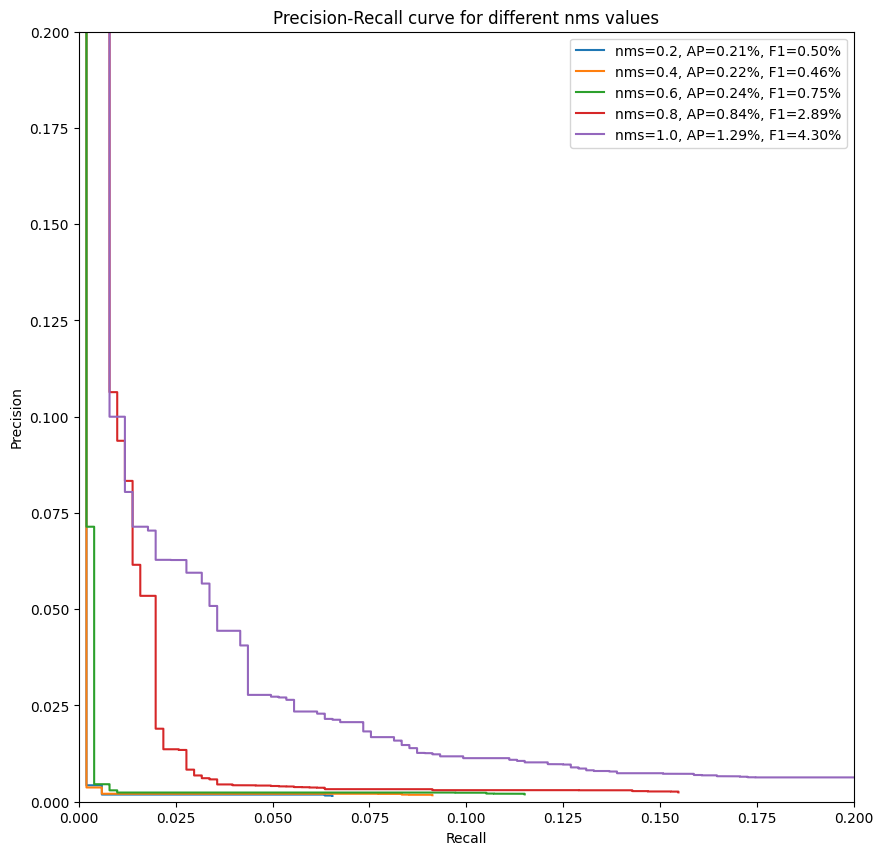 Precision-Recall curve for different nms values
nms=0.2, AP=0.21%, F1=0.50%
nms=0.4, AP=0.22%, F1=0.46%
nms=0.6, AP=0.24%, F1=0.75%
nms=0.8, AP=0.84%, F1=2.89%
nms=1.0, AP=1.29%, F1=4.30%
Precision
0.200
0.175
0.150
0.125
0.100
0.075
0.050
0.025
0.000
0.000 0.025 0.050 0.075 0.100 0.125 0.150 0.175 0.200
Recall